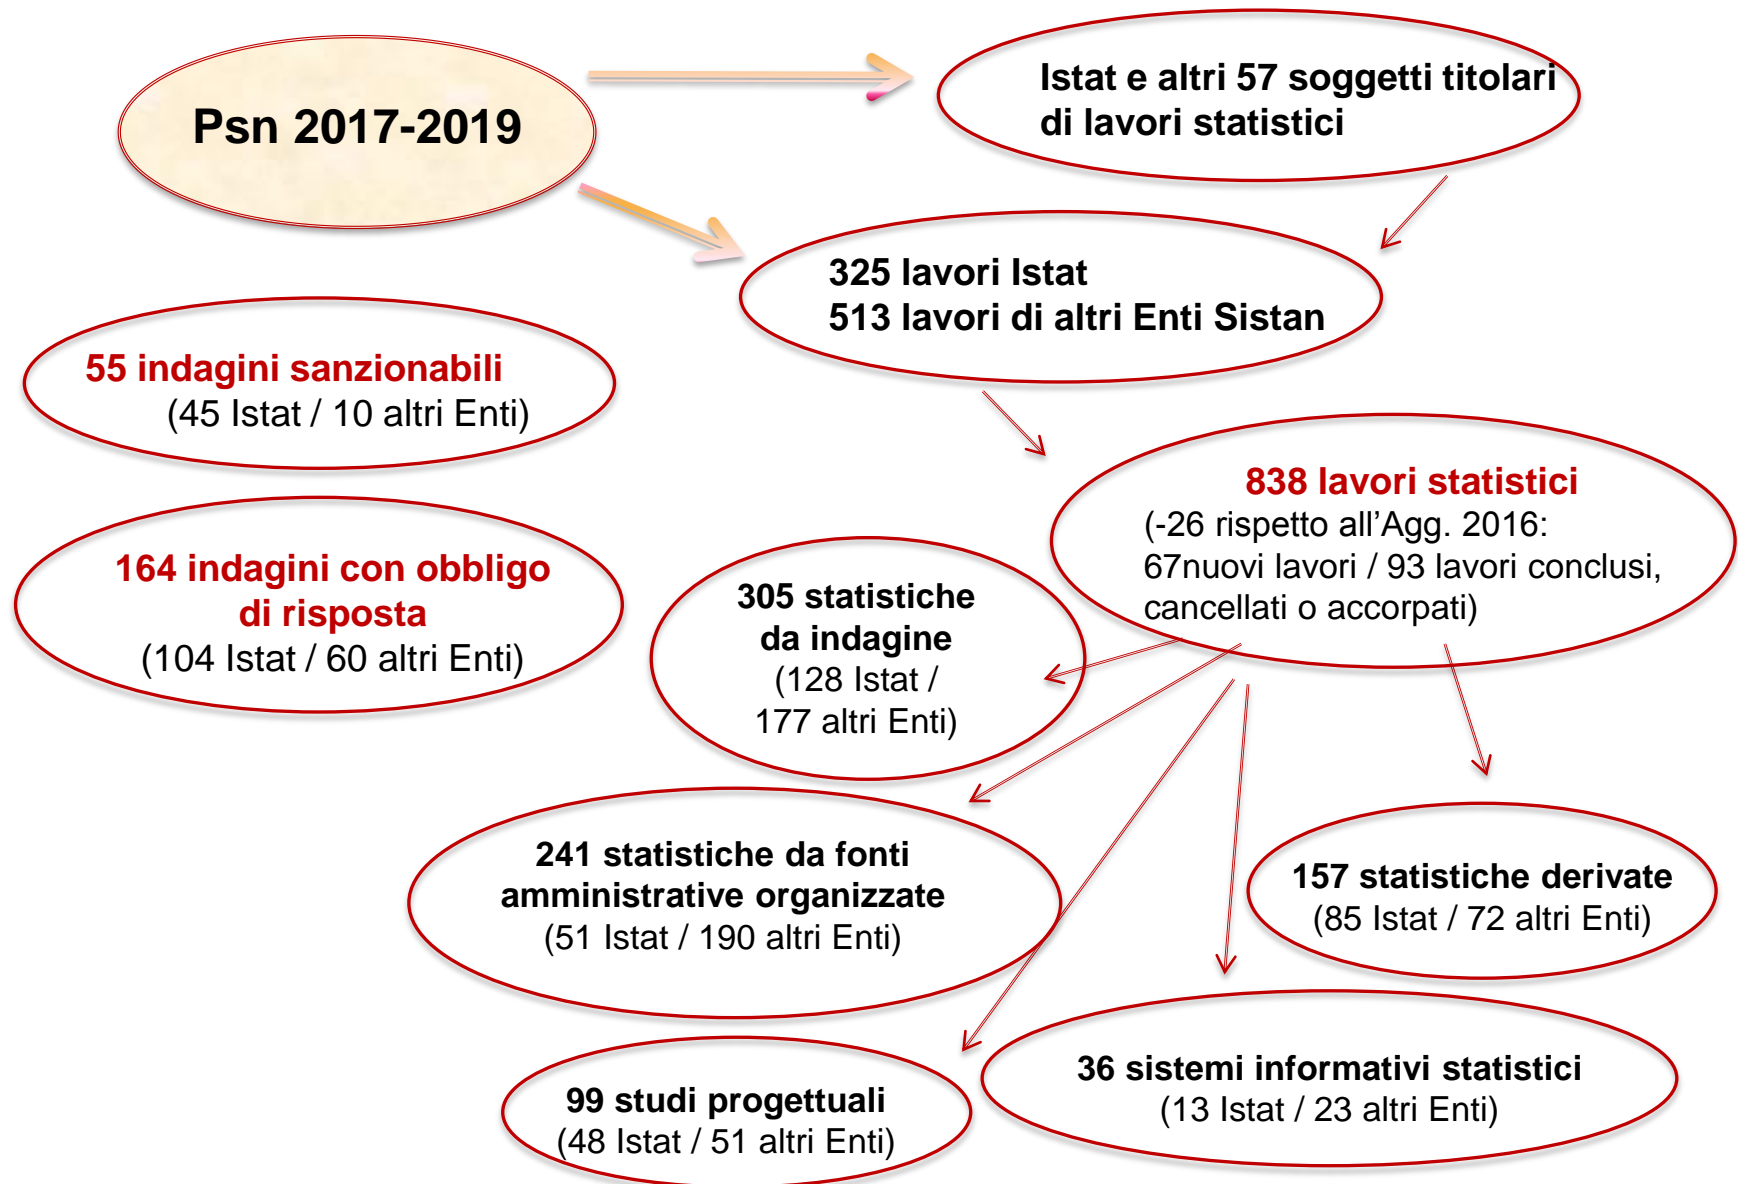 Psn 2017-2019
Istat e altri 57 soggetti titolari
di lavori statistici
325 lavori Istat
513 lavori di altri Enti Sistan
55 indagini sanzionabili
(45 Istat / 10 altri Enti)
164 indagini con obbligo
di risposta
(104 Istat / 60 altri Enti)
838 lavori statistici
(-26 rispetto all’Agg. 2016:
67nuovi lavori / 93 lavori conclusi,
cancellati o accorpati)
305 statistiche
da indagine
(128 Istat /
177 altri Enti)
241 statistiche da fonti
amministrative organizzate
(51 Istat / 190 altri Enti)
157 statistiche derivate
(85 Istat / 72 altri Enti)
99 studi progettuali
(48 Istat / 51 altri Enti)
36 sistemi informativi statistici
(13 Istat / 23 altri Enti)